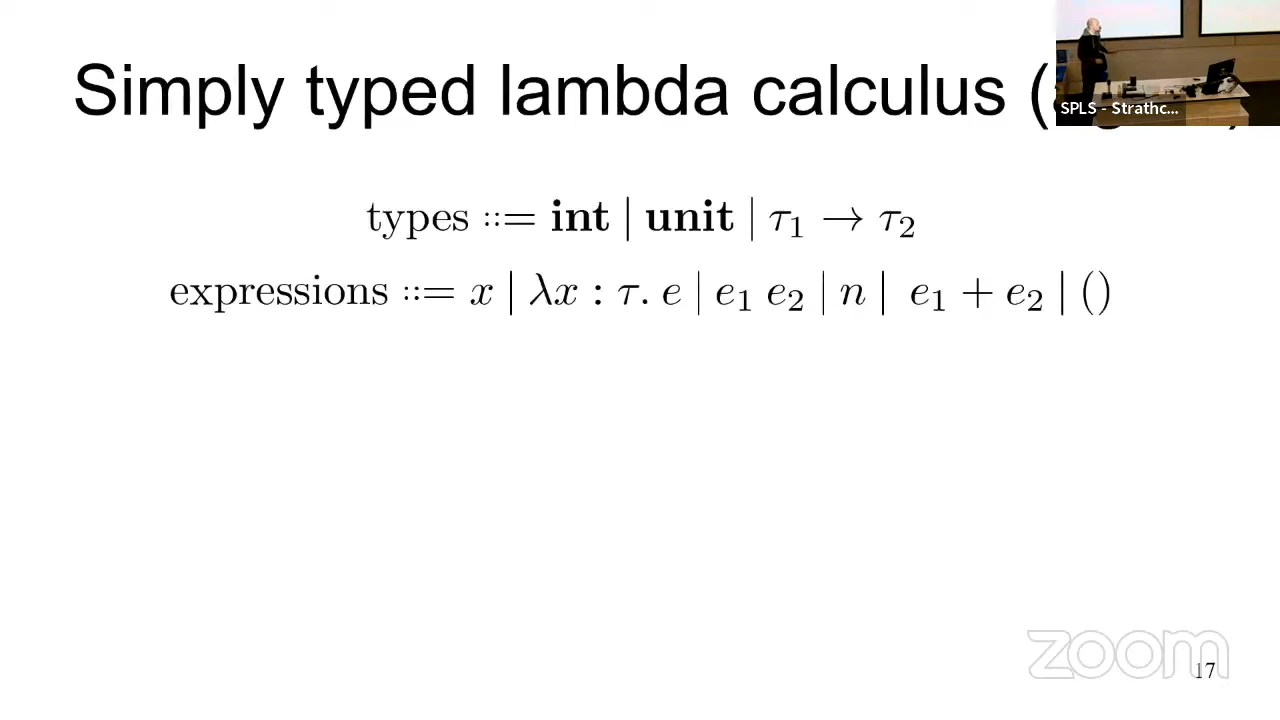 Simply typed lambda calculus (
SPLS - Strathc...
types ::= int | unit | τ₁ → τ₂
expressions ::= x | λx : τ. e | e₁ e₂ | n | e₁ + e₂ | ()
zoom
17